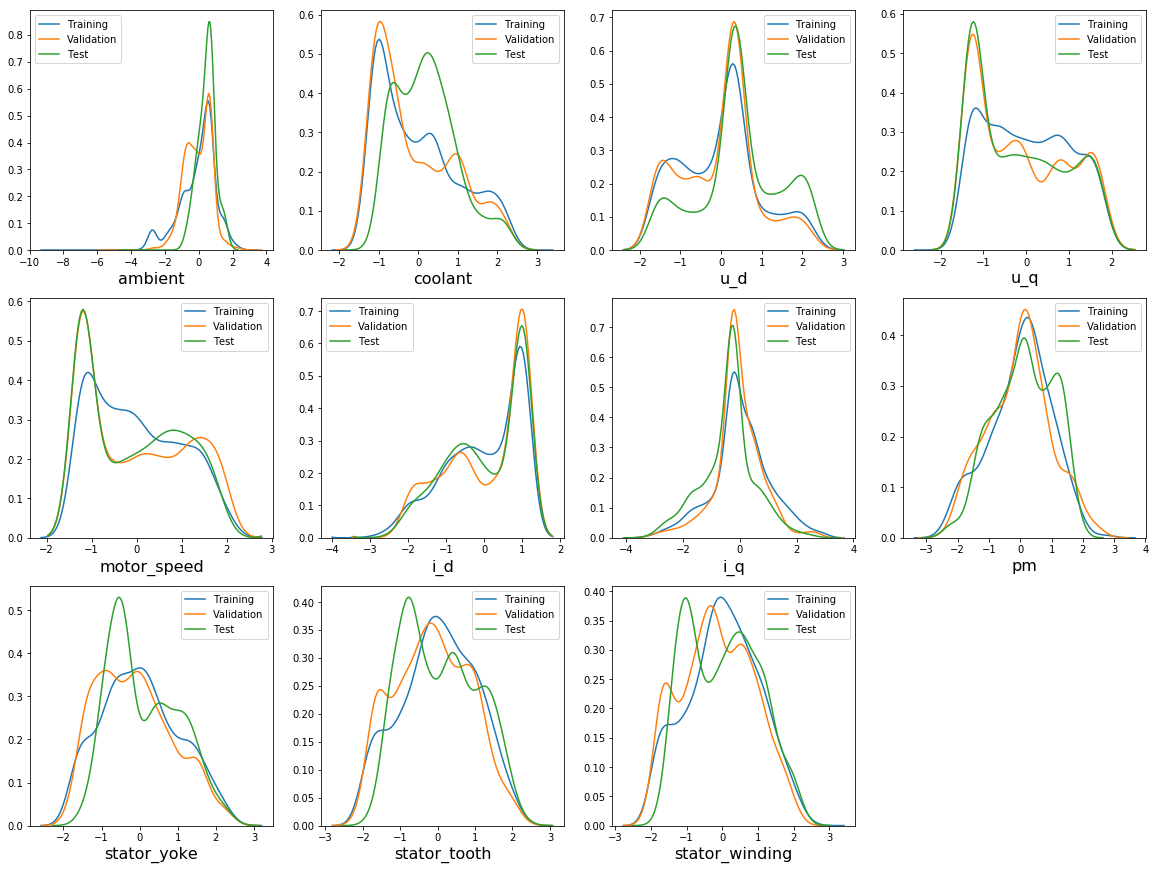 Training
Validation
Test
0.8
0.7
0.6
0.5
0.4
0.3
0.2
0.1
0.0
−10 −8 −6 −4 −2 0 2 4
ambient
Training
Validation
Test
0.6
0.5
0.4
0.3
0.2
0.1
0.0
−2 −1 0 1 2 3
coolant
Training
Validation
Test
0.7
0.6
0.5
0.4
0.3
0.2
0.1
0.0
−2 −1 0 1 2 3
u_d
Training
Validation
Test
0.6
0.5
0.4
0.3
0.2
0.1
0.0
−2 −1 0 1 2
u_q
Training
Validation
Test
0.6
0.5
0.4
0.3
0.2
0.1
0.0
−2 −1 0 1 2 3
motor_speed
Training
Validation
Test
0.7
0.6
0.5
0.4
0.3
0.2
0.1
0.0
−4 −3 −2 −1 0 1 2
i_d
Training
Validation
Test
0.7
0.6
0.5
0.4
0.3
0.2
0.1
0.0
−4 −2 0 2 4
i_q
Training
Validation
Test
0.4
0.3
0.2
0.1
0.0
−3 −2 −1 0 1 2 3 4
pm
Training
Validation
Test
0.5
0.4
0.3
0.2
0.1
0.0
−2 −1 0 1 2 3
stator_yoke
Training
Validation
Test
0.40
0.35
0.30
0.25
0.20
0.15
0.10
0.05
0.00
−3 −2 −1 0 1 2 3
stator_tooth
Training
Validation
Test
0.40
0.35
0.30
0.25
0.20
0.15
0.10
0.05
0.00
−3 −2 −1 0 1 2 3
stator_winding